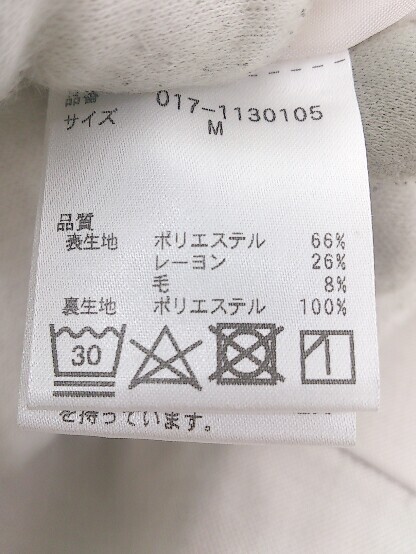 品番 017-1130105
サイズ M
品質
表生地 ポリエステル 66%
レーヨン 26%
毛 8%
裏生地 ポリエステル 100%
30
を持っています。